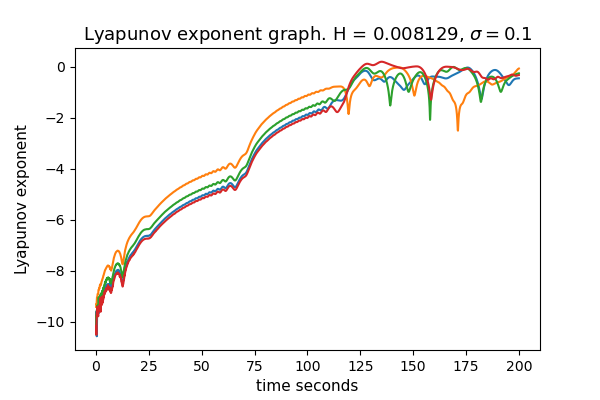 Lyapunov exponent graph. H = 0.008129, σ = 0.1
Lyapunov exponent
0
−2
−4
−6
−8
−10
0 25 50 75 100 125 150 175 200
time seconds